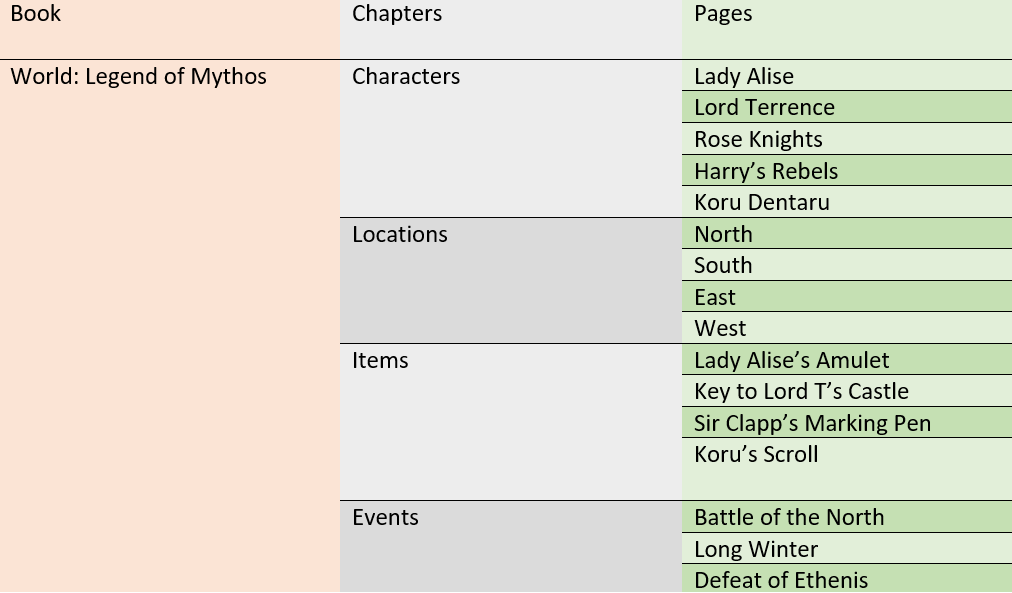 Book Chapters Pages
World: Legend of Mythos Characters Lady Alise
Lord Terrence
Rose Knights
Harry’s Rebels
Koru Dentaru
Locations North
South
East
West
Items Lady Alise’s Amulet
Key to Lord T’s Castle
Sir Clapp’s Marking Pen
Koru’s Scroll
Events Battle of the North
Long Winter
Defeat of Ethenis